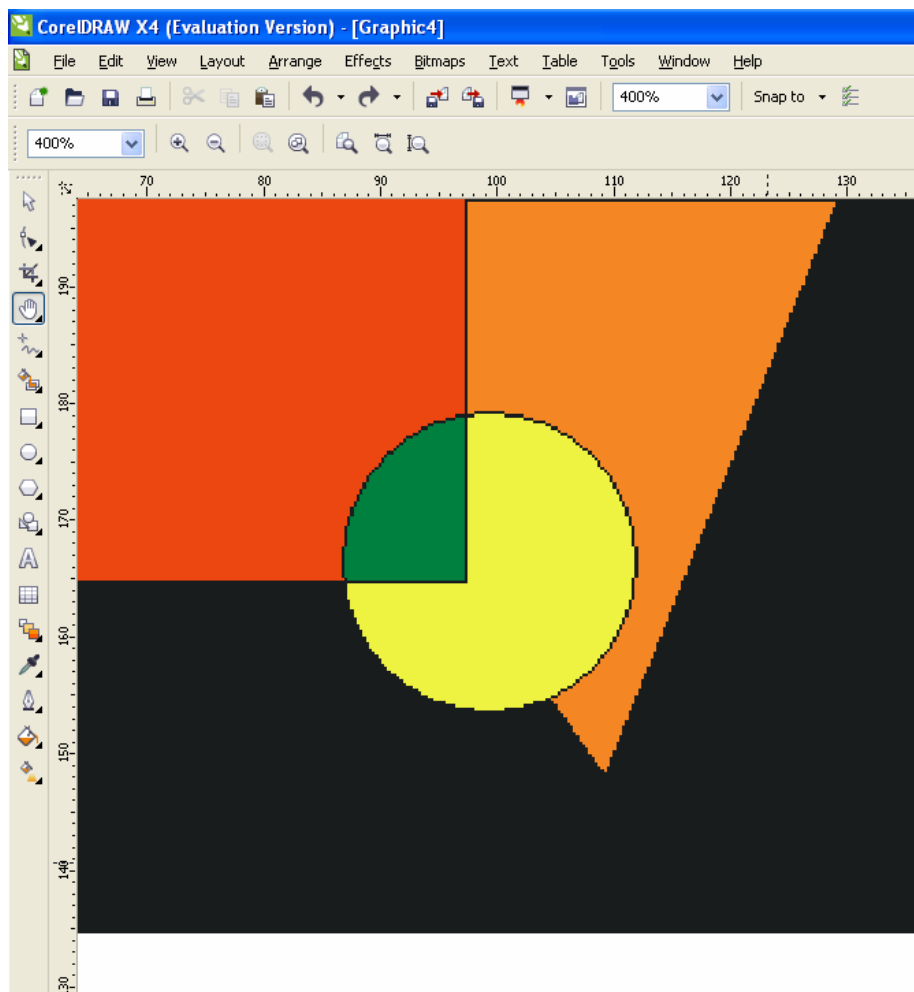 CorelDRAW X4 (Evaluation Version) - [Graphic4]
File Edit View Layout Arrange Effects Bitmaps Text Table Tools Window Help
400% Snap to
400%
70 80 90 100 110 120 130
190
180
170
160
150
140
130